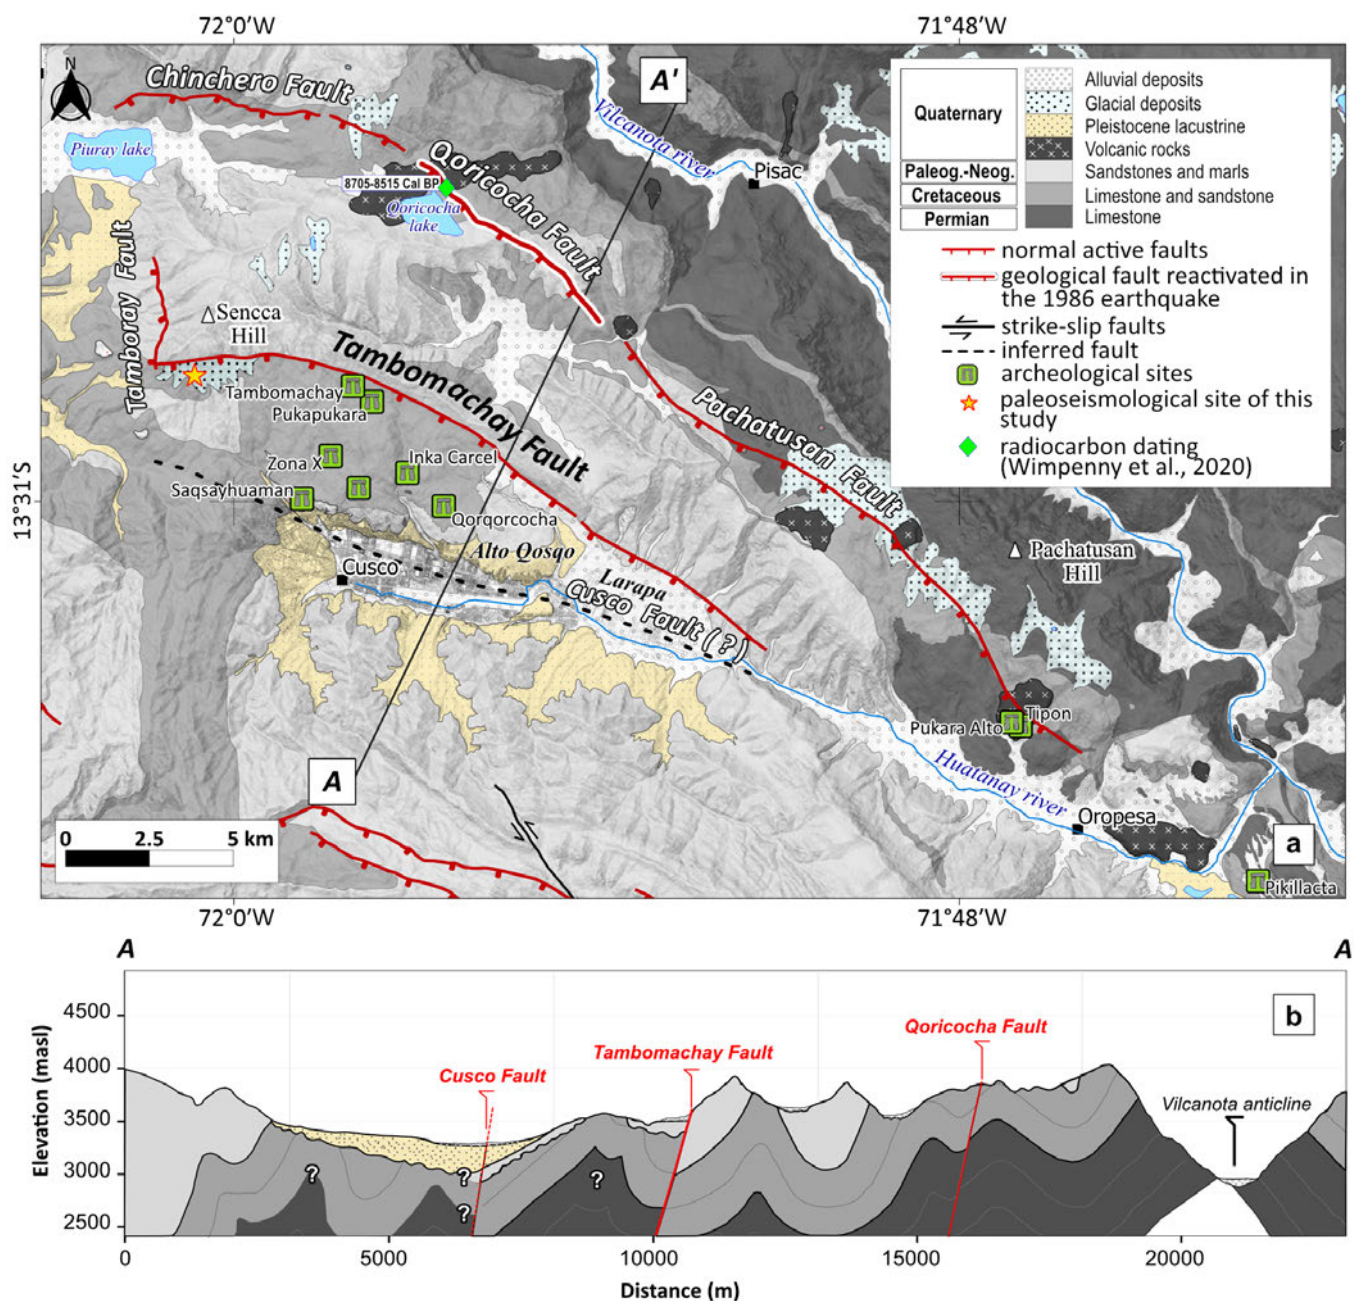 72°0'W
71°48'W
N
Chinchero Fault
A'
Vilcanota river
Piuray lake
Qoricocha Fault
8705-8515 Cal BP
Qoricocha
lake
Pisac
Quaternary
Paleog.-Neog.
Cretaceous
Permian
Alluvial deposits
Glacial deposits
Pleistocene lacustrine
Volcanic rocks
Sandstones and marls
Limestone and sandstone
Limestone
normal active faults
geological fault reactivated in
the 1986 earthquake
strike-slip faults
inferred fault
archeological sites
paleoseismological site of this
study
radiocarbon dating
(Wimpenny et al., 2020)
Tamboray Fault
Sencca
Hill
Tambomachay Fault
Tambomachay
Pukapukara
Pachatusan Fault
Zona X
Inka Carcel
Saqsayhuaman
Qorqorcocha
13°31'S
Alto Qosqo
Cusco
Larapa
Cusco Fault (?)
Pachatusan
Hill
Pukara Alto
Tipon
A
Huatanay river
Oropesa
0 2.5 5 km
a
Pikillacta
72°0'W
71°48'W
A
A
b
Elevation (masl)
4500
4000
3500
3000
2500
Cusco Fault
Tambomachay Fault
Qoricocha Fault
Vilcanota anticline
?
?
?
?
0 5000 10000 15000 20000
Distance (m)